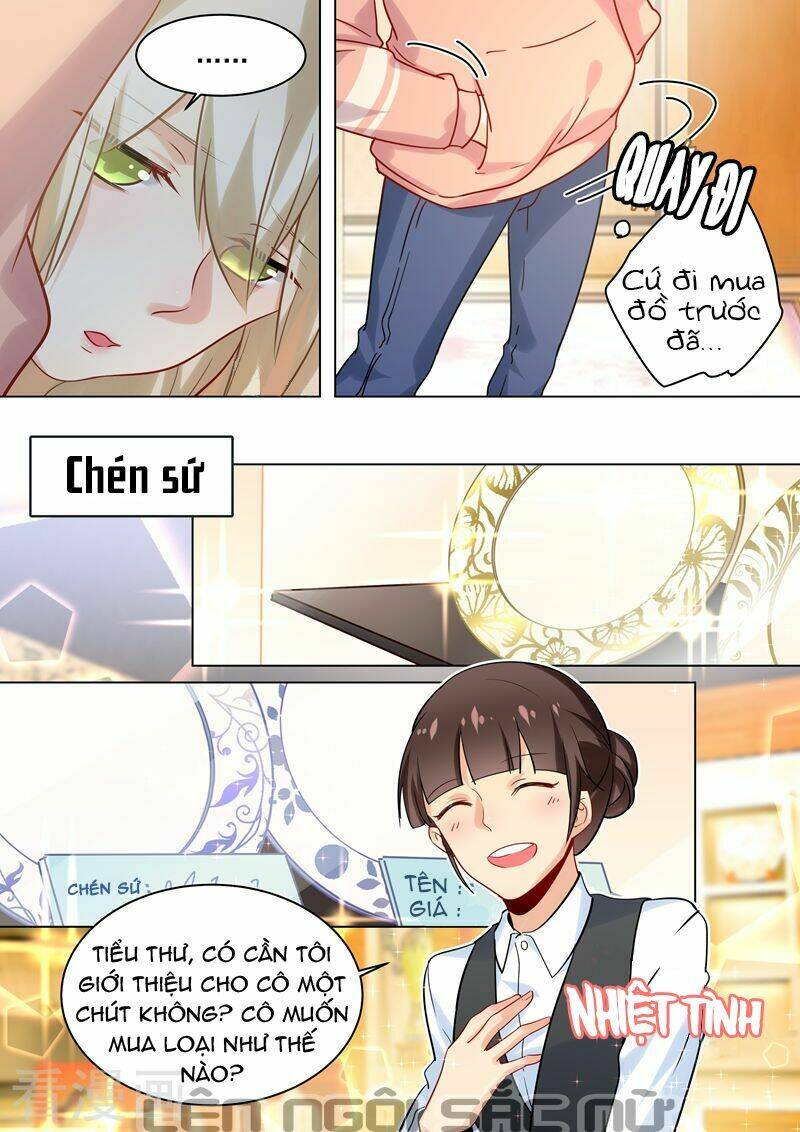 ......
QUAY ĐI
Cứ đi mua
đồ trước
đã...
Chén sứ
CHÉN SỨ:
TÊN :
GIÁ :
TIỂU THƯ, CÓ CẦN TÔI
GIỚI THIỆU CHO CÔ MỘT
CHÚT KHÔNG? CÔ MUỐN
MUA LOẠI NHƯ THẾ
NÀO?
NHIỆT TÌNH
看漫画
LÊN NGÔI SẮC NỮ